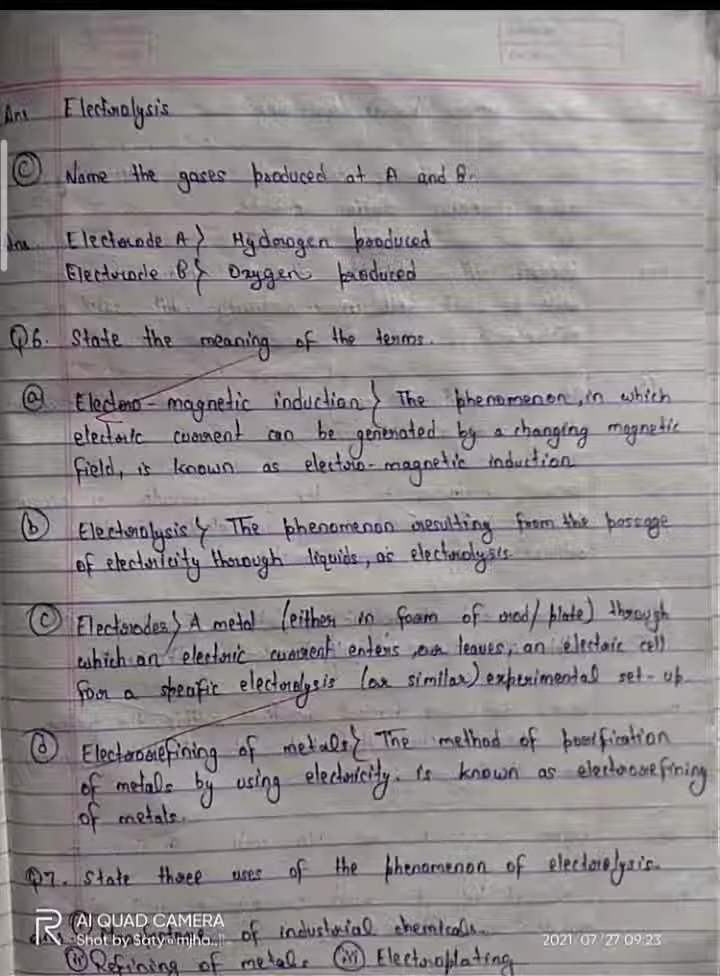 Ans Electrolysis
(c) Name the gases produced at A and B.
Ans. Electrode A} Hydrogen produced
Electrode B} Oxygen produced
Q6. State the meaning of the terms.
(a) Electro-magnetic induction} The phenomenon, in which
electric current can be generated by a changing magnetic
field, is known as electro-magnetic induction
(b) Electrolysis} The phenomenon resulting from the passage
of electricity through liquids, as electrolysis.
(c) Electrodes} A metal (either in form of rod/plate) through
which an electric current enters, or leaves, an electric cell
for a specific electrolysis (or similar) experimental set-up.
(d) Electrorefining of metals} The method of purification
of metals by using electricity. is known as electrorefining
of metals.
Q7. State three uses of the phenomenon of electrolysis.
of industrial chemicals.
(ii) Refining of metals (iii) Electroplating
AI QUAD CAMERA
Shot by Satyamjha..||
2021/07/27 09:23